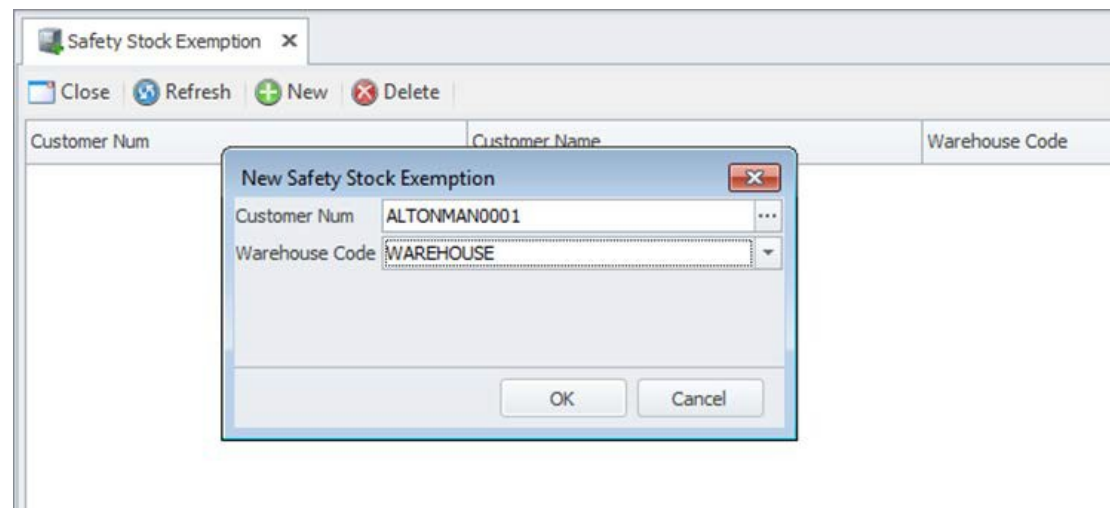 Safety Stock Exemption
Close Refresh New Delete
Customer Num Customer Name Warehouse Code
New Safety Stock Exemption
Customer Num ALTONMAN0001 ...
Warehouse Code WAREHOUSE
OK Cancel